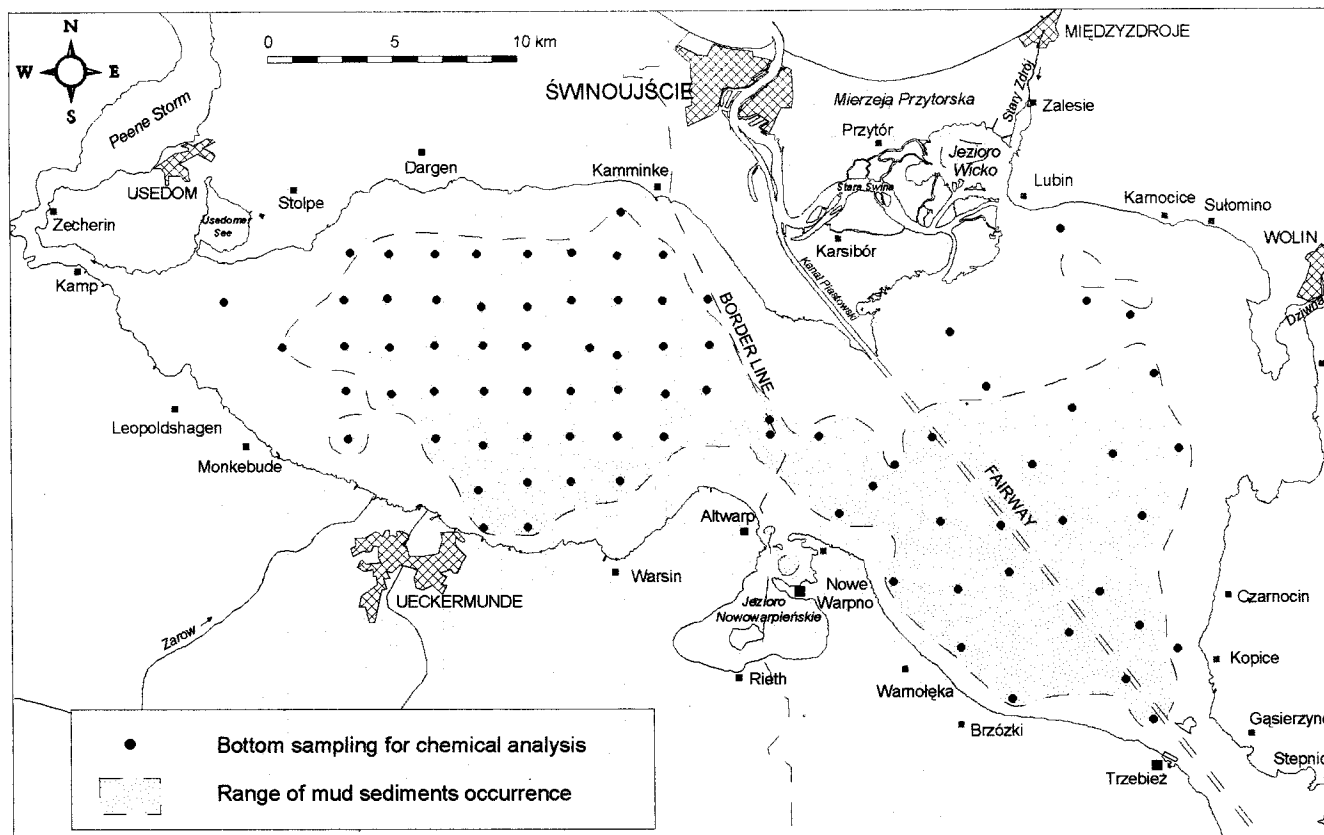 N
W E
S
0 5 10 km
MIĘDZYZDROJE
ŚWINOUJŚCIE
Stary Zdrój
Mierzeja Przytorska
Zalesie
Peene Storm
Przytór
Dargen
Jezioro
Wicko
Kamminke
USEDOM
Stolpe
Stara Świna
Lubin
Karnocice
Sułomino
Zecherin
Usedomer
See
Karsibór
WOLIN
Kamp
Kanał Piastowski
Dziwna
BORDER LINE
Leopoldshagen
Monkebude
FAIRWAY
Altwarp
Warsin
Nowe
Warpno
UECKERMUNDE
Czarnocin
Jezioro
Nowowarpieńskie
Zarow
Kopice
Rieth
Warnołęka
Brzózki
Gąsierzyno
Stepnic
Trzebież
Bottom sampling for chemical analysis
Range of mud sediments occurrence